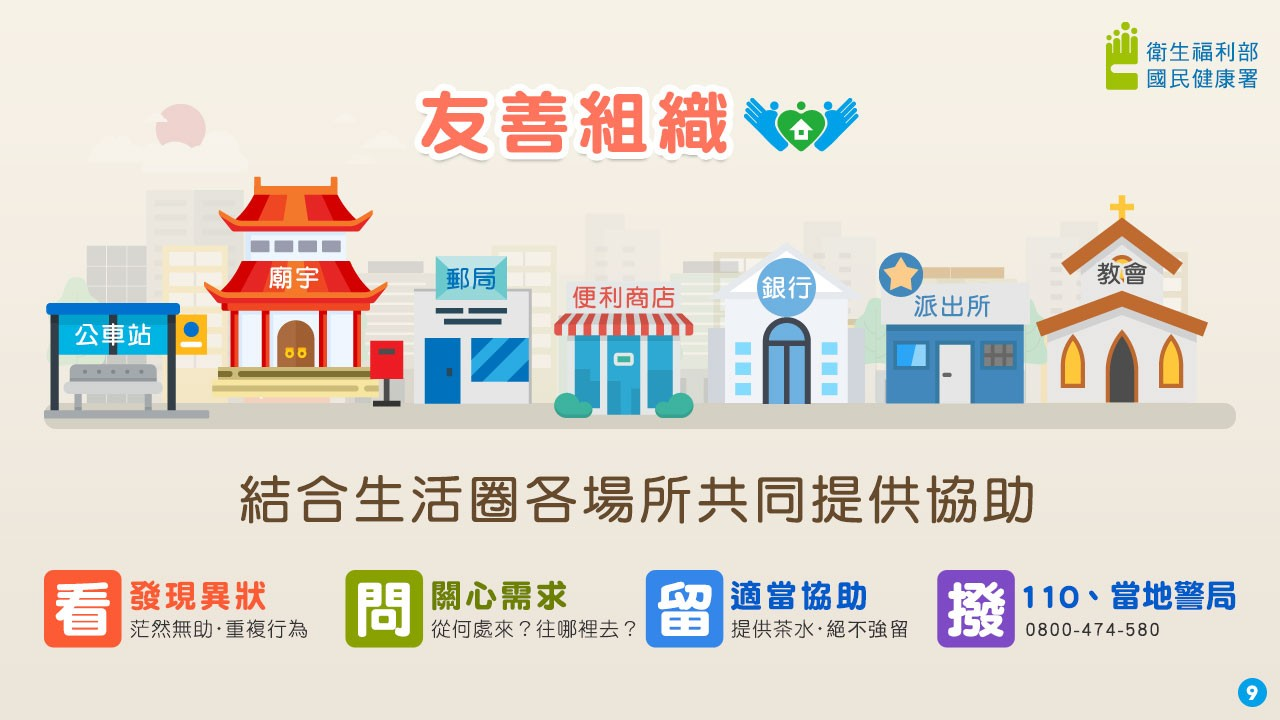 衛生福利部
國民健康署
友善組織
公車站
廟宇
郵局
便利商店
銀行
派出所
教會
結合生活圈各場所共同提供協助
看
發現異狀
茫然無助·重複行為
問
關心需求
從何處來？往哪裡去？
留
適當協助
提供茶水·絕不強留
撥
110、當地警局
0800-474-580
9